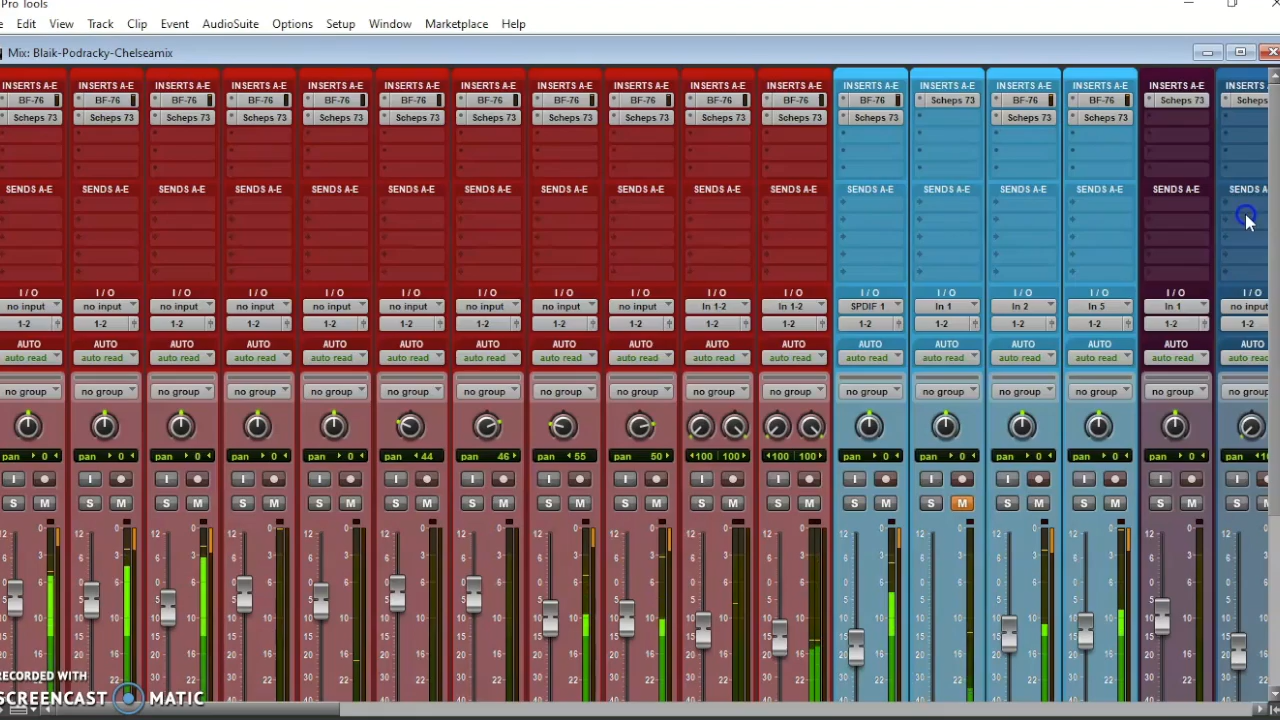 Pro Tools
Edit View Track Clip Event AudioSuite Options Setup Window Marketplace Help
Mix: Blaik-Podracky-Chelseamix
INSERTS A-E INSERTS A-E INSERTS A-E INSERTS A-E INSERTS A-E INSERTS A-E INSERTS A-E INSERTS A-E INSERTS A-E INSERTS A-E INSERTS A-E INSERTS A-E INSERTS A-E INSERTS A-E INSERTS A-E INSERTS A-E INSERTS
BF-76 BF-76 BF-76 BF-76 BF-76 BF-76 BF-76 BF-76 BF-76 BF-76 BF-76 BF-76 Scheps 73 BF-76 BF-76 Scheps 73 Scheps
Scheps 73 Scheps 73 Scheps 73 Scheps 73 Scheps 73 Scheps 73 Scheps 73 Scheps 73 Scheps 73 Scheps 73 Scheps 73 Scheps 73 Scheps 73 Scheps 73
SENDS A-E SENDS A-E SENDS A-E SENDS A-E SENDS A-E SENDS A-E SENDS A-E SENDS A-E SENDS A-E SENDS A-E SENDS A-E SENDS A-E SENDS A-E SENDS A-E SENDS A-E SENDS A-E SENDS A
I / O I / O I / O I / O I / O I / O I / O I / O I / O I / O I / O I / O I / O I / O I / O I / O I / O
no input no input no input no input no input no input no input no input no input In 1-2 In 1-2 SPDIF 1 In 1 In 2 In 5 In 1 no input
1-2 1-2 1-2 1-2 1-2 1-2 1-2 1-2 1-2 1-2 1-2 1-2 1-2 1-2 1-2 1-2 1-2
AUTO AUTO AUTO AUTO AUTO AUTO AUTO AUTO AUTO AUTO AUTO AUTO AUTO AUTO AUTO AUTO AUTO
auto read auto read auto read auto read auto read auto read auto read auto read auto read auto read auto read auto read auto read auto read auto read auto read auto read
no group no group no group no group no group no group no group no group no group no group no group no group no group no group no group no group no group
pan 0 pan 0 pan 0 pan 0 pan 0 pan 44 pan 46 pan 55 pan 50 100 100 100 100 pan 0 pan 0 pan 0 pan 0 pan 0 pan
I I I I I I I I I I I I I I I I
S M S M S M S M S M S M S M S M S M S M S M S M S M S M S M S M S
RECORDED WITH
SCREENCAST MATIC